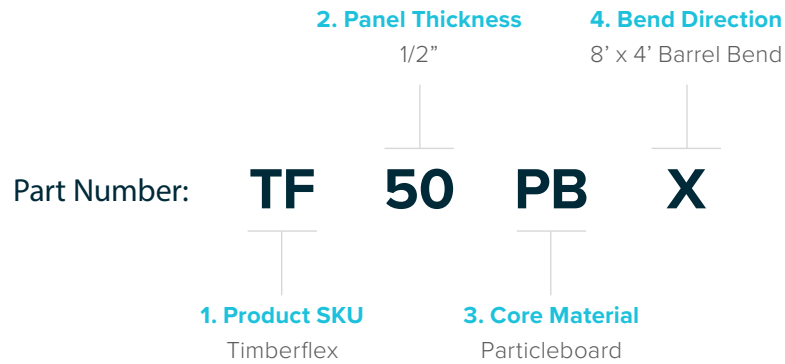 2. Panel Thickness
1/2”
4. Bend Direction
8’ x 4’ Barrel Bend
Part Number: TF 50 PB X
1. Product SKU
Timberflex
3. Core Material
Particleboard